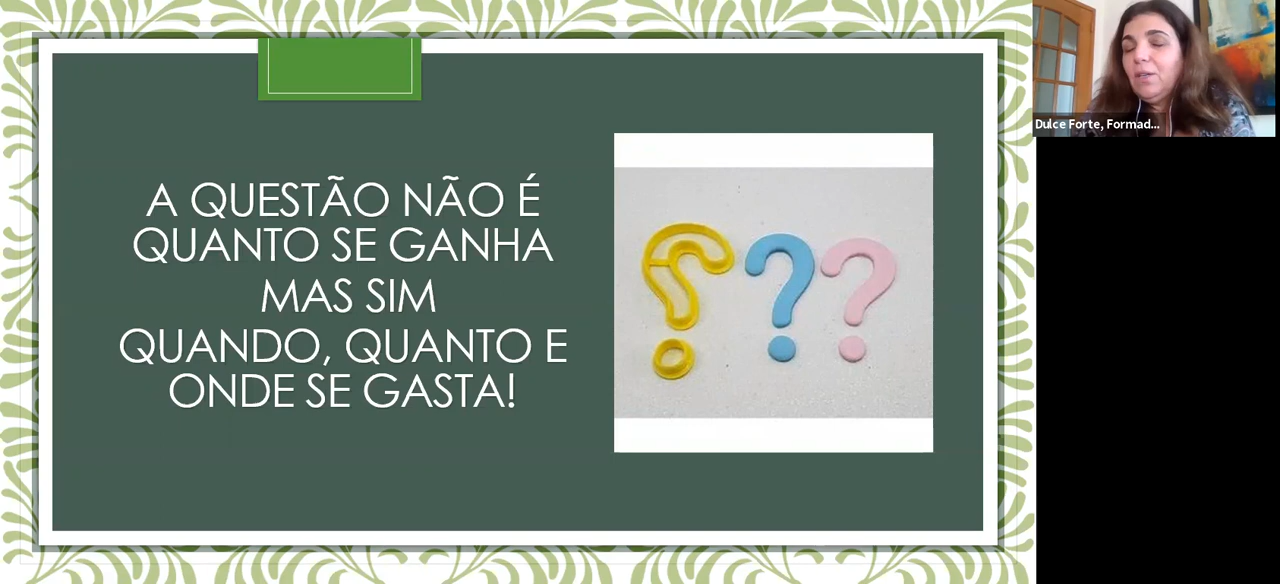 A QUESTÃO NÃO É
QUANTO SE GANHA
MAS SIM
QUANDO, QUANTO E
ONDE SE GASTA!
Dulce Forte, Formad...